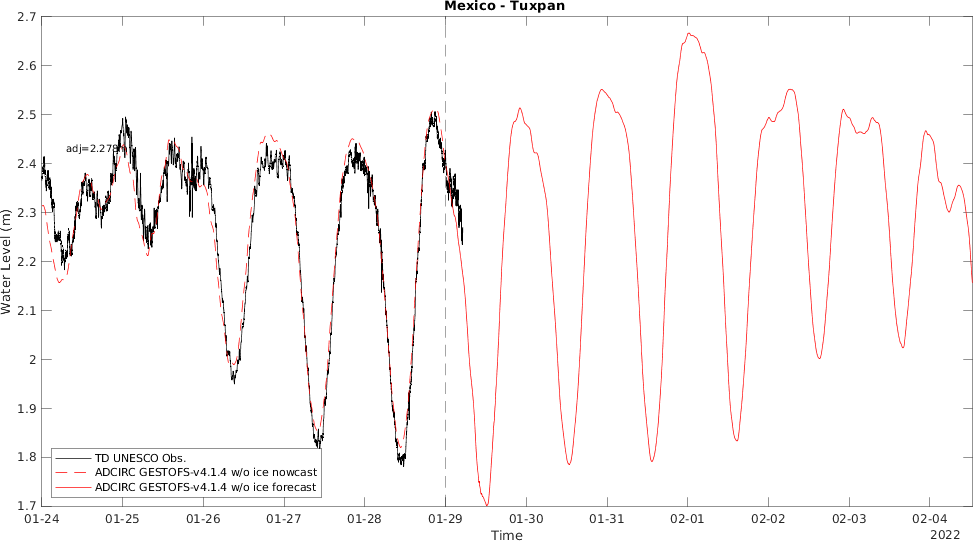 Mexico - Tuxpan
2.7
2.6
2.5
2.4
2.3
2.2
2.1
2
1.9
1.8
1.7
Water Level (m)
adj=2.278m
TD UNESCO Obs.
ADCIRC GESTOFS-v4.1.4 w/o ice nowcast
ADCIRC GESTOFS-v4.1.4 w/o ice forecast
01-24 01-25 01-26 01-27 01-28 01-29 01-30 01-31 02-01 02-02 02-03 02-04
Time
2022